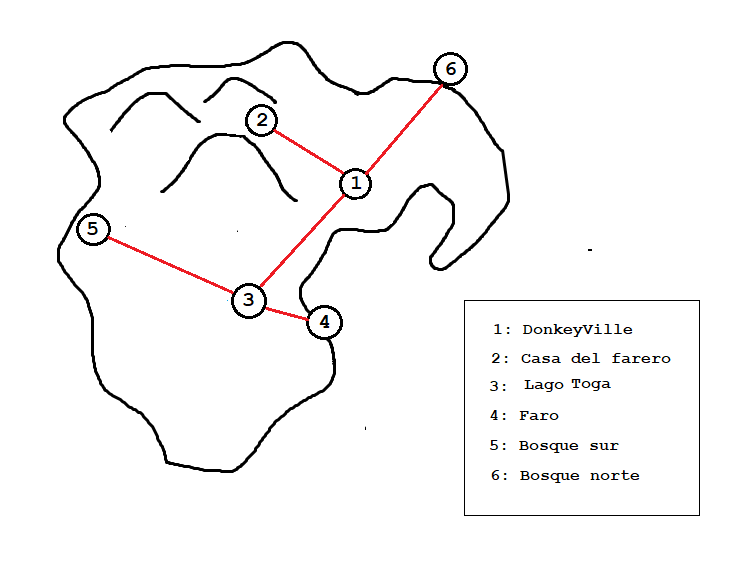 6
2
1
5
3
4
1: DonkeyVille
2: Casa del farero
3: Lago Toga
4: Faro
5: Bosque sur
6: Bosque norte